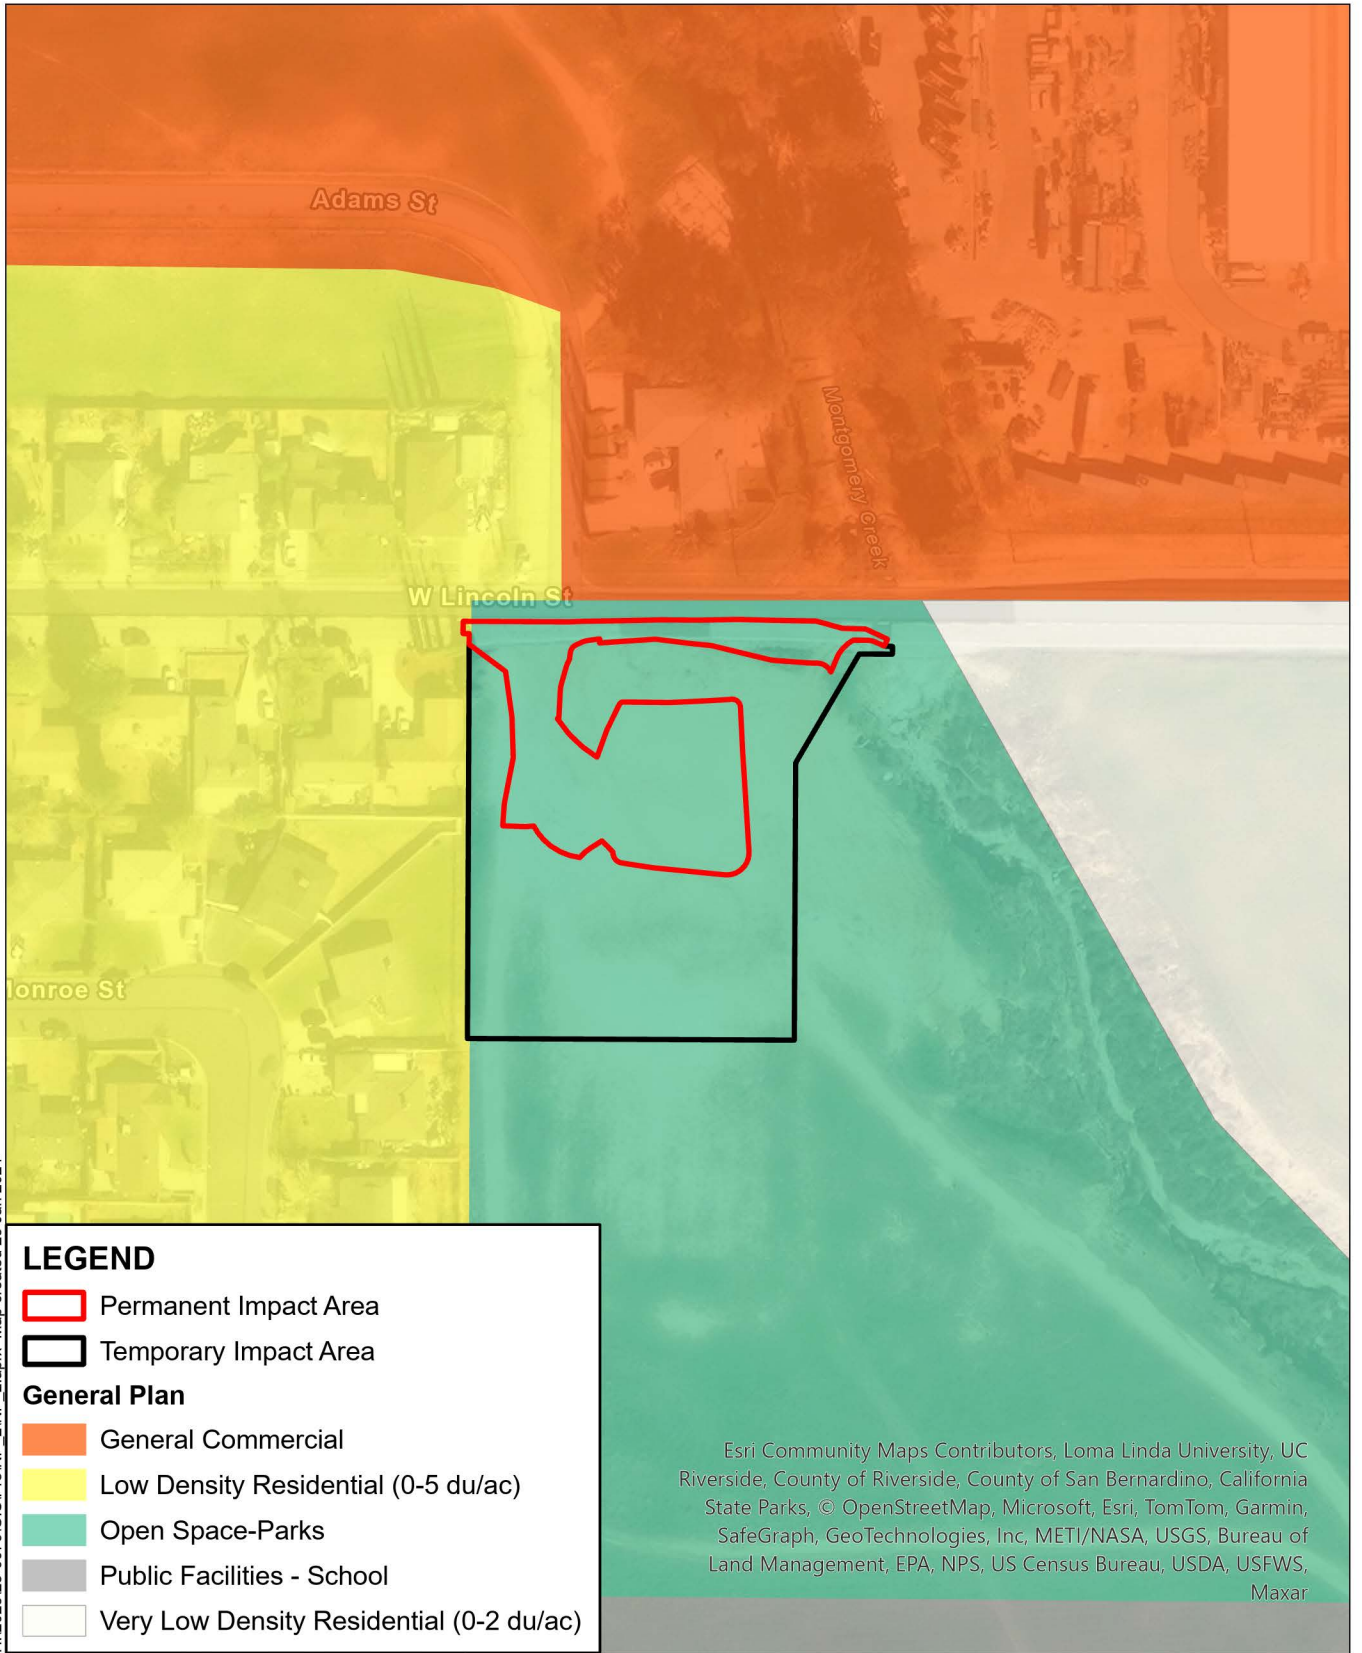 Adams St
Montgomery Creek
W Lincoln St
onroe St
LEGEND
Permanent Impact Area
Temporary Impact Area
General Plan
General Commercial
Low Density Residential (0-5 du/ac)
Open Space-Parks
Public Facilities - School
Very Low Density Residential (0-2 du/ac)
Esri Community Maps Contributors, Loma Linda University, UC
Riverside, County of Riverside, County of San Bernardino, California
State Parks, © OpenStreetMap, Microsoft, Esri, TomTom, Garmin,
SafeGraph, GeoTechnologies, Inc, METI/NASA, USGS, Bureau of
Land Management, EPA, NPS, US Census Bureau, USDA, USFWS,
Maxar